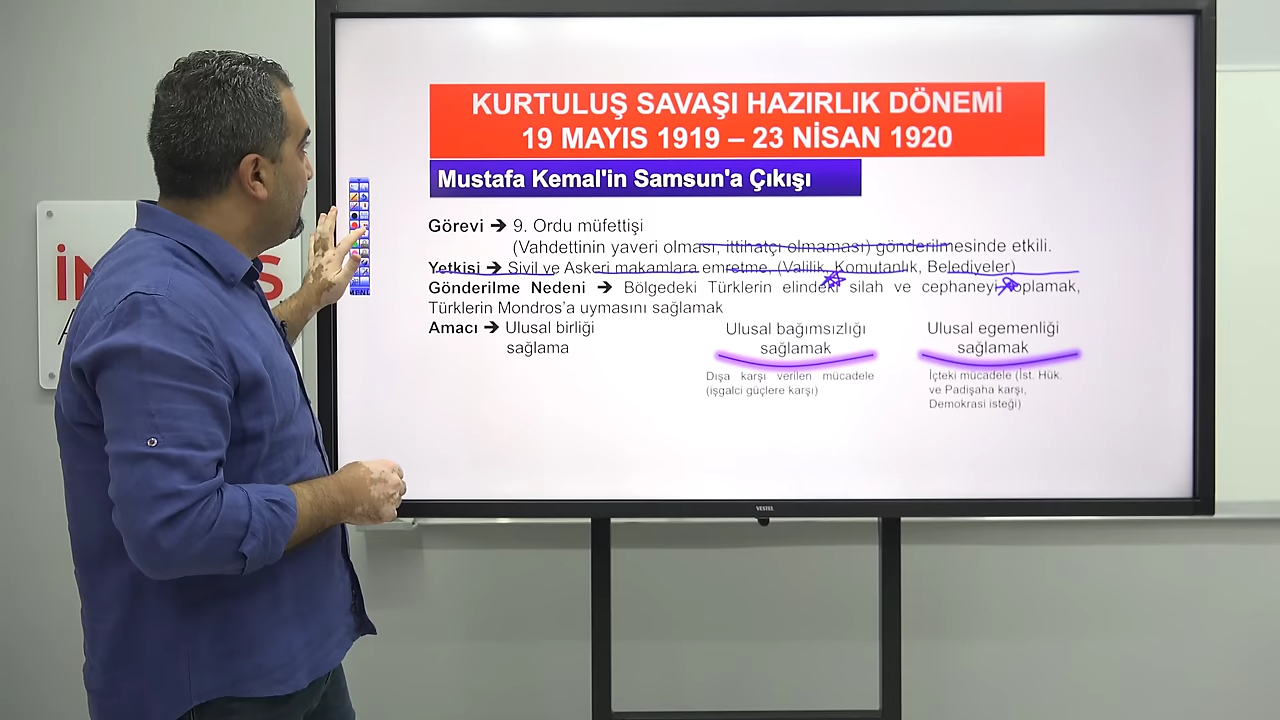 KURTULUŞ SAVAŞI HAZIRLIK DÖNEMİ
19 MAYIS 1919 – 23 NİSAN 1920
Mustafa Kemal'in Samsun'a Çıkışı
Görevi → 9. Ordu müfettişi
(Vahdettinin yaveri olması, ittihatçı olmaması) gönderilmesinde etkili.
Yetkisi → Sivil ve Askeri makamlara emretme, (Valilik, Komutanlık, Belediyeler)
Gönderilme Nedeni → Bölgedeki Türklerin elindeki silah ve cephaneyi toplamak,
Türklerin Mondros'a uymasını sağlamak
Amacı → Ulusal birliği
sağlama
Ulusal bağımsızlığı
sağlamak
Dışa karşı verilen mücadele
(işgalci güçlere karşı)
Ulusal egemenliği
sağlamak
İçteki mücadele (İst. Hük.
ve Padişaha karşı,
Demokrasi isteği)
VESTEL